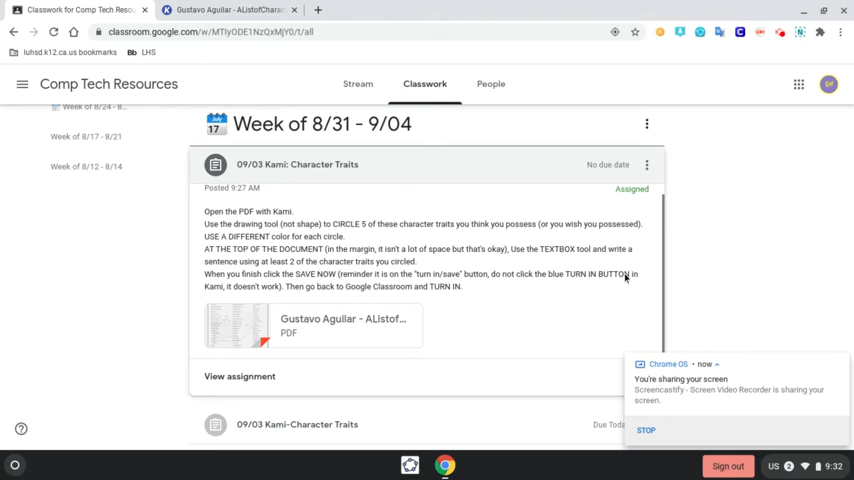 Classwork for Comp Tech Resou
Gustavo Aguilar - AListofCharac
classroom.google.com/w/MTIyODE1NzQxMjY0/t/all
luhsd.k12.ca.us bookmarks
Bb LHS
Comp Tech Resources
Stream
Classwork
People
Week of 8/24 - 8...
Week of 8/17 - 8/21
Week of 8/12 - 8/14
July
17
Week of 8/31 - 9/04
09/03 Kami: Character Traits
No due date
Posted 9:27 AM
Assigned
Open the PDF with Kami.
Use the drawing tool (not shape) to CIRCLE 5 of these character traits you think you possess (or you wish you possessed).
USE A DIFFERENT color for each circle.
AT THE TOP OF THE DOCUMENT (in the margin, it isn't a lot of space but that's okay), Use the TEXTBOX tool and write a
sentence using at least 2 of the character traits you circled.
When you finish click the SAVE NOW (reminder it is on the "turn in/save" button, do not click the blue TURN IN BUTTON in
Kami, it doesn't work). Then go back to Google Classroom and TURN IN.
Gustavo Aguilar - AListof...
PDF
View assignment
09/03 Kami-Character Traits
Due Toda
Chrome OS • now
You're sharing your screen
Screencastify - Screen Video Recorder is sharing your
screen.
STOP
Sign out
US
2
9:32